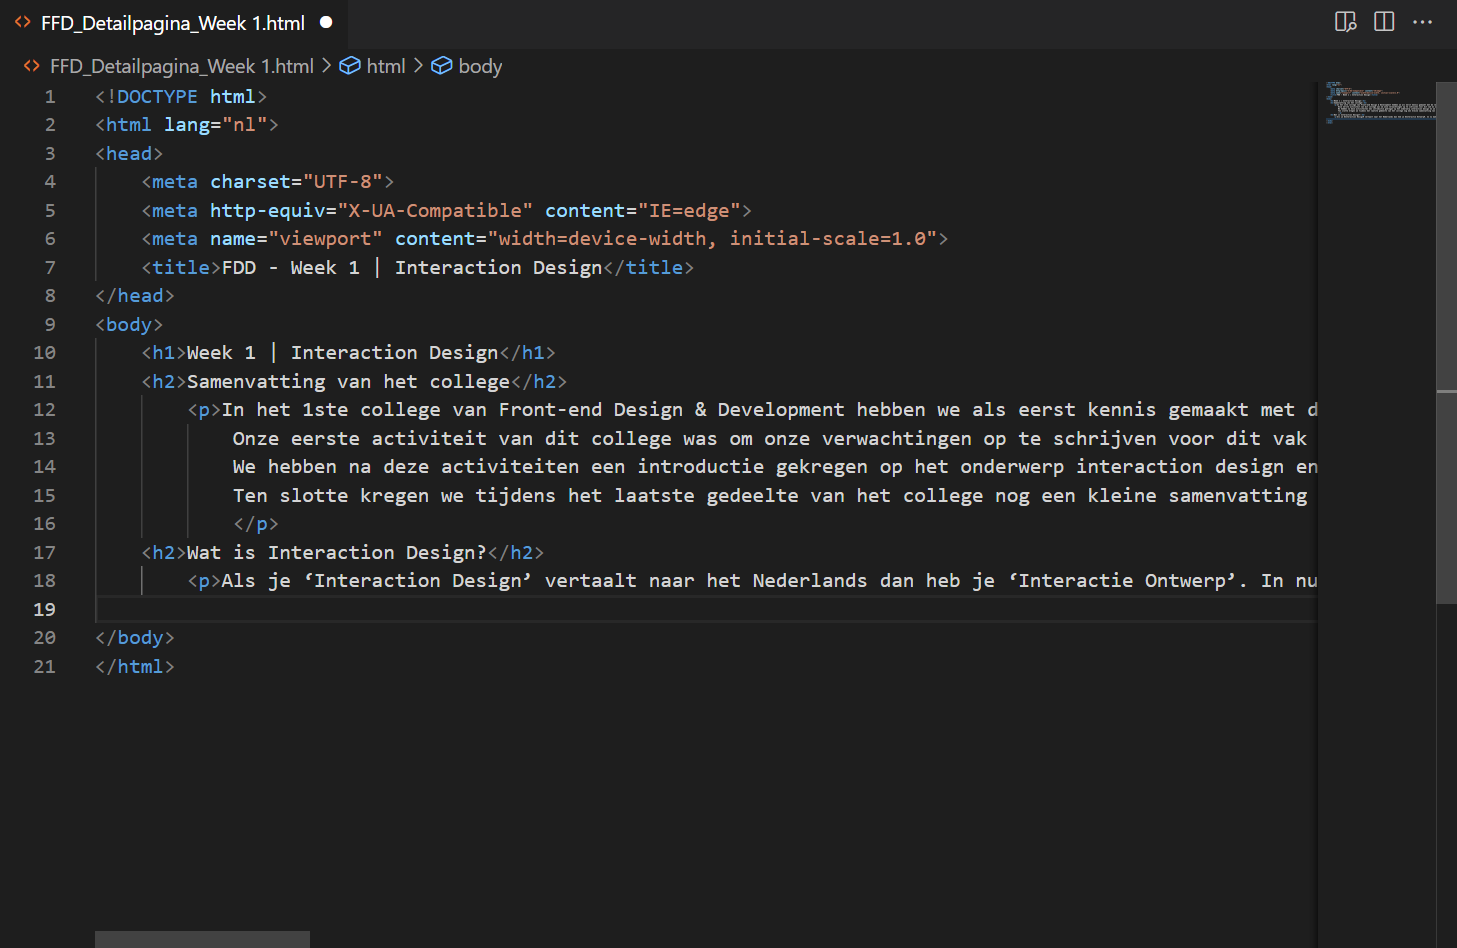 FFD_Detailpagina_Week 1.html
FFD_Detailpagina_Week 1.html > html > body
1 <!DOCTYPE html>
2 <html lang="nl">
3 <head>
4 <meta charset="UTF-8">
5 <meta http-equiv="X-UA-Compatible" content="IE=edge">
6 <meta name="viewport" content="width=device-width, initial-scale=1.0">
7 <title>FDD - Week 1 | Interaction Design</title>
8 </head>
9 <body>
10 <h1>Week 1 | Interaction Design</h1>
11 <h2>Samenvatting van het college</h2>
12 <p>In het 1ste college van Front-end Design & Development hebben we als eerst kennis gemaakt met d
13 Onze eerste activiteit van dit college was om onze verwachtingen op te schrijven voor dit vak
14 We hebben na deze activiteiten een introductie gekregen op het onderwerp interaction design en
15 Ten slotte kregen we tijdens het laatste gedeelte van het college nog een kleine samenvatting
16 </p>
17 <h2>Wat is Interaction Design?</h2>
18 <p>Als je ‘Interaction Design’ vertaalt naar het Nederlands dan heb je ‘Interactie Ontwerp’. In nu
19
20 </body>
21 </html>